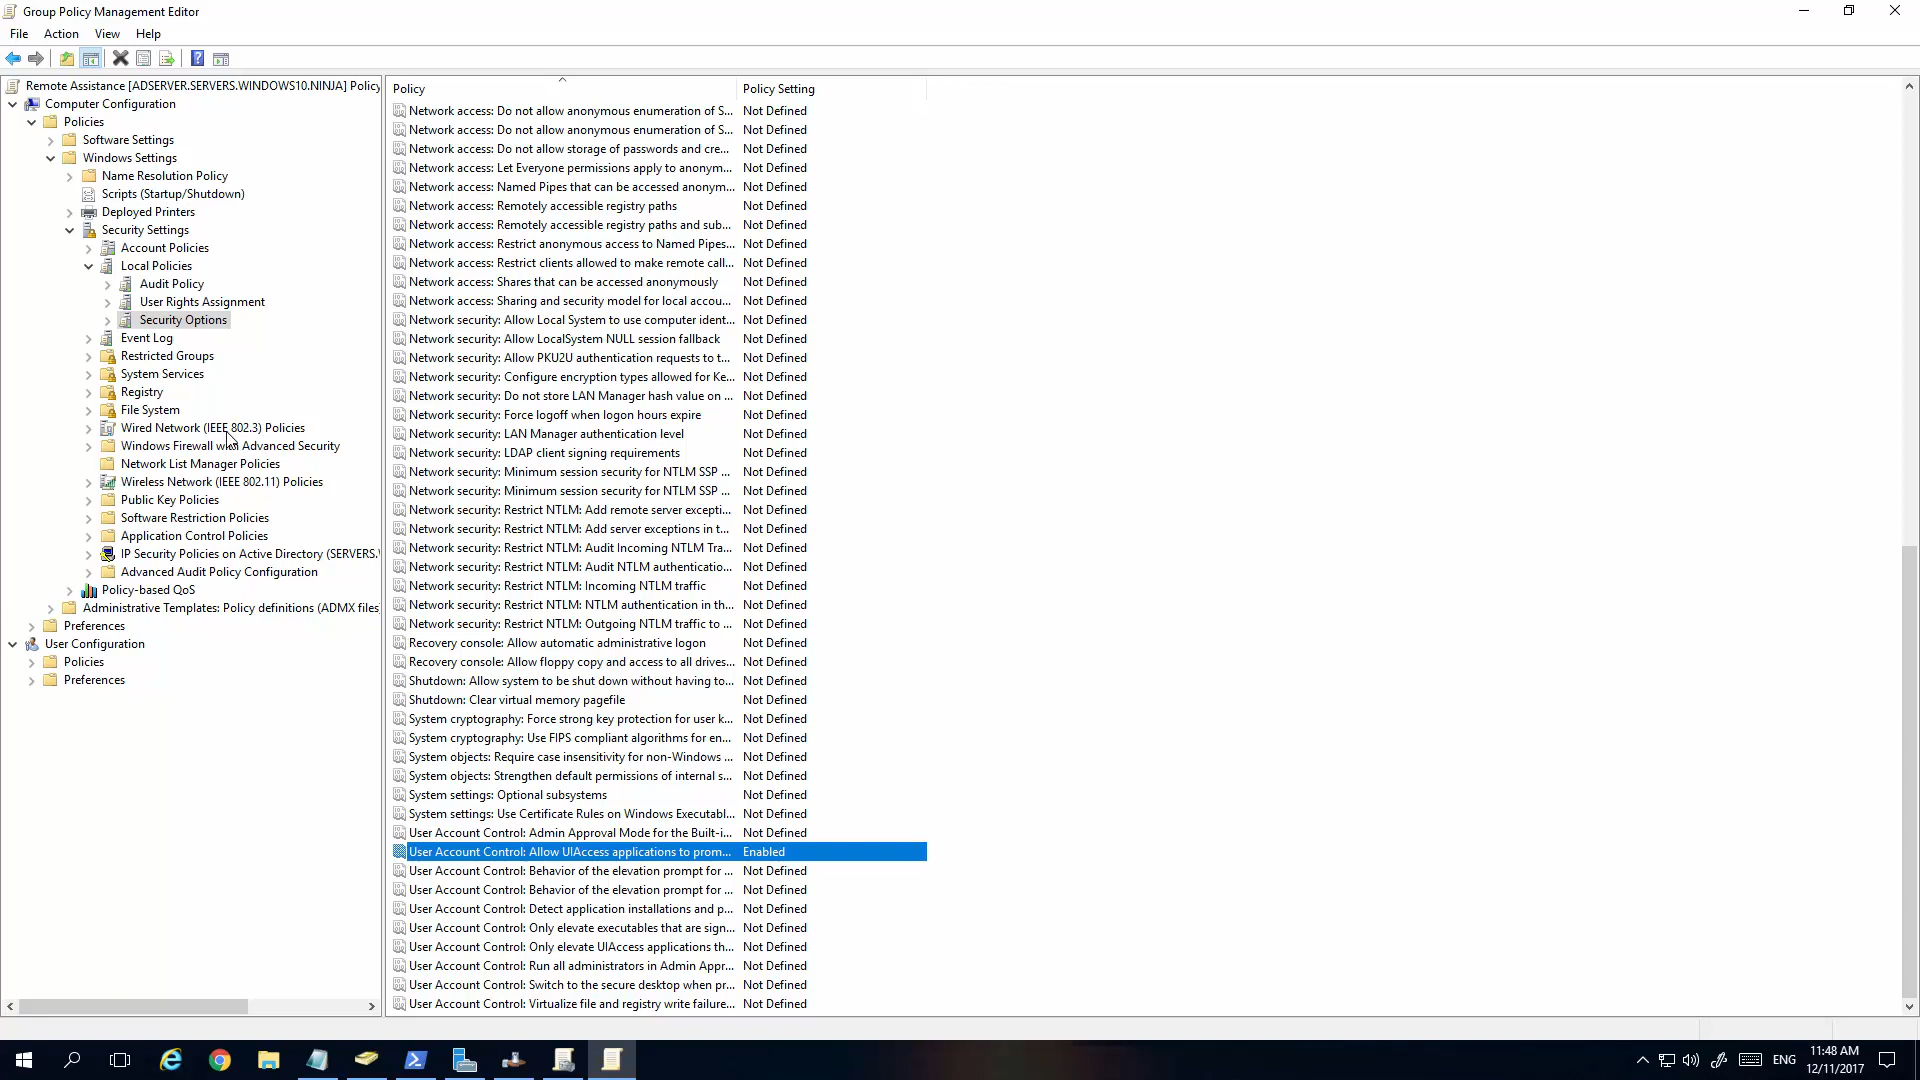 Group Policy Management Editor
File Action View Help
Remote Assistance [ADSERVER.SERVERS.WINDOWS10.NINJA] Policy
Computer Configuration
Policies
Software Settings
Windows Settings
Name Resolution Policy
Scripts (Startup/Shutdown)
Deployed Printers
Security Settings
Account Policies
Local Policies
Audit Policy
User Rights Assignment
Security Options
Event Log
Restricted Groups
System Services
Registry
File System
Wired Network (IEEE 802.3) Policies
Windows Firewall with Advanced Security
Network List Manager Policies
Wireless Network (IEEE 802.11) Policies
Public Key Policies
Software Restriction Policies
Application Control Policies
IP Security Policies on Active Directory (SERVERS.
Advanced Audit Policy Configuration
Policy-based QoS
Administrative Templates: Policy definitions (ADMX files
Preferences
User Configuration
Policies
Preferences
Policy Policy Setting
Network access: Do not allow anonymous enumeration of S... Not Defined
Network access: Do not allow anonymous enumeration of S... Not Defined
Network access: Do not allow storage of passwords and cre... Not Defined
Network access: Let Everyone permissions apply to anonym... Not Defined
Network access: Named Pipes that can be accessed anonym... Not Defined
Network access: Remotely accessible registry paths Not Defined
Network access: Remotely accessible registry paths and sub... Not Defined
Network access: Restrict anonymous access to Named Pipes... Not Defined
Network access: Restrict clients allowed to make remote call... Not Defined
Network access: Shares that can be accessed anonymously Not Defined
Network access: Sharing and security model for local accou... Not Defined
Network security: Allow Local System to use computer ident... Not Defined
Network security: Allow LocalSystem NULL session fallback Not Defined
Network security: Allow PKU2U authentication requests to t... Not Defined
Network security: Configure encryption types allowed for Ke... Not Defined
Network security: Do not store LAN Manager hash value on ... Not Defined
Network security: Force logoff when logon hours expire Not Defined
Network security: LAN Manager authentication level Not Defined
Network security: LDAP client signing requirements Not Defined
Network security: Minimum session security for NTLM SSP ... Not Defined
Network security: Minimum session security for NTLM SSP ... Not Defined
Network security: Restrict NTLM: Add remote server excepti... Not Defined
Network security: Restrict NTLM: Add server exceptions in t... Not Defined
Network security: Restrict NTLM: Audit Incoming NTLM Tra... Not Defined
Network security: Restrict NTLM: Audit NTLM authenticatio... Not Defined
Network security: Restrict NTLM: Incoming NTLM traffic Not Defined
Network security: Restrict NTLM: NTLM authentication in th... Not Defined
Network security: Restrict NTLM: Outgoing NTLM traffic to ... Not Defined
Recovery console: Allow automatic administrative logon Not Defined
Recovery console: Allow floppy copy and access to all drives... Not Defined
Shutdown: Allow system to be shut down without having to... Not Defined
Shutdown: Clear virtual memory pagefile Not Defined
System cryptography: Force strong key protection for user k... Not Defined
System cryptography: Use FIPS compliant algorithms for en... Not Defined
System objects: Require case insensitivity for non-Windows ... Not Defined
System objects: Strengthen default permissions of internal s... Not Defined
System settings: Optional subsystems Not Defined
System settings: Use Certificate Rules on Windows Executabl... Not Defined
User Account Control: Admin Approval Mode for the Built-i... Not Defined
User Account Control: Allow UIAccess applications to prom... Enabled
User Account Control: Behavior of the elevation prompt for ... Not Defined
User Account Control: Behavior of the elevation prompt for ... Not Defined
User Account Control: Detect application installations and p... Not Defined
User Account Control: Only elevate executables that are sign... Not Defined
User Account Control: Only elevate UIAccess applications th... Not Defined
User Account Control: Run all administrators in Admin Appr... Not Defined
User Account Control: Switch to the secure desktop when pr... Not Defined
User Account Control: Virtualize file and registry write failure... Not Defined
ENG
11:48 AM
12/11/2017